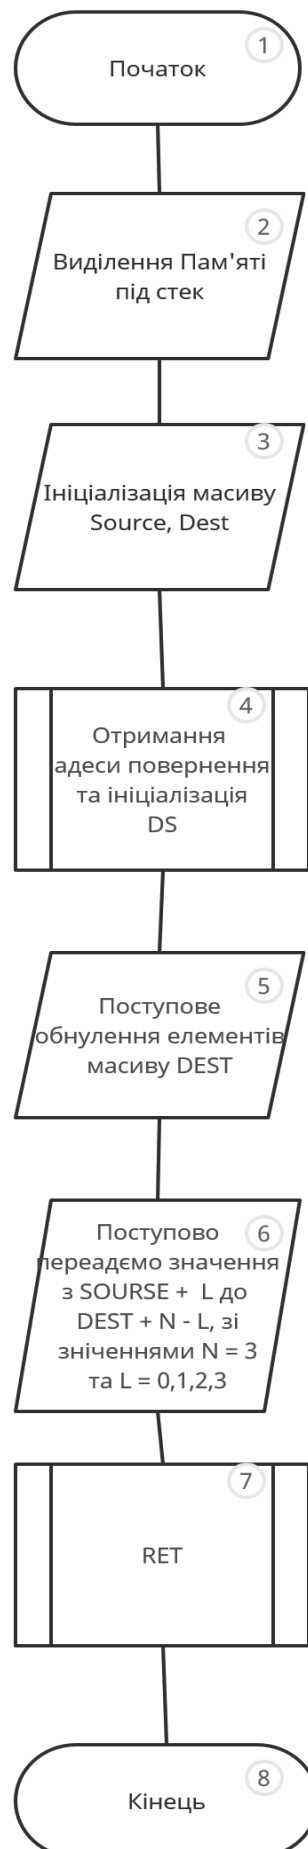 1
Початок
2
Виділення Пам'яті
під стек
3
Ініціалізація масиву
Source, Dest
4
Отримання
адеси повернення
та ініціалізація
DS
5
Поступове
обнулення елементів
масиву DEST
6
Поступово
переадємо значення
з SOURSE + L до
DEST + N - L, зі
зніченнями N = 3
та L = 0,1,2,3
7
RET
8
Кінець